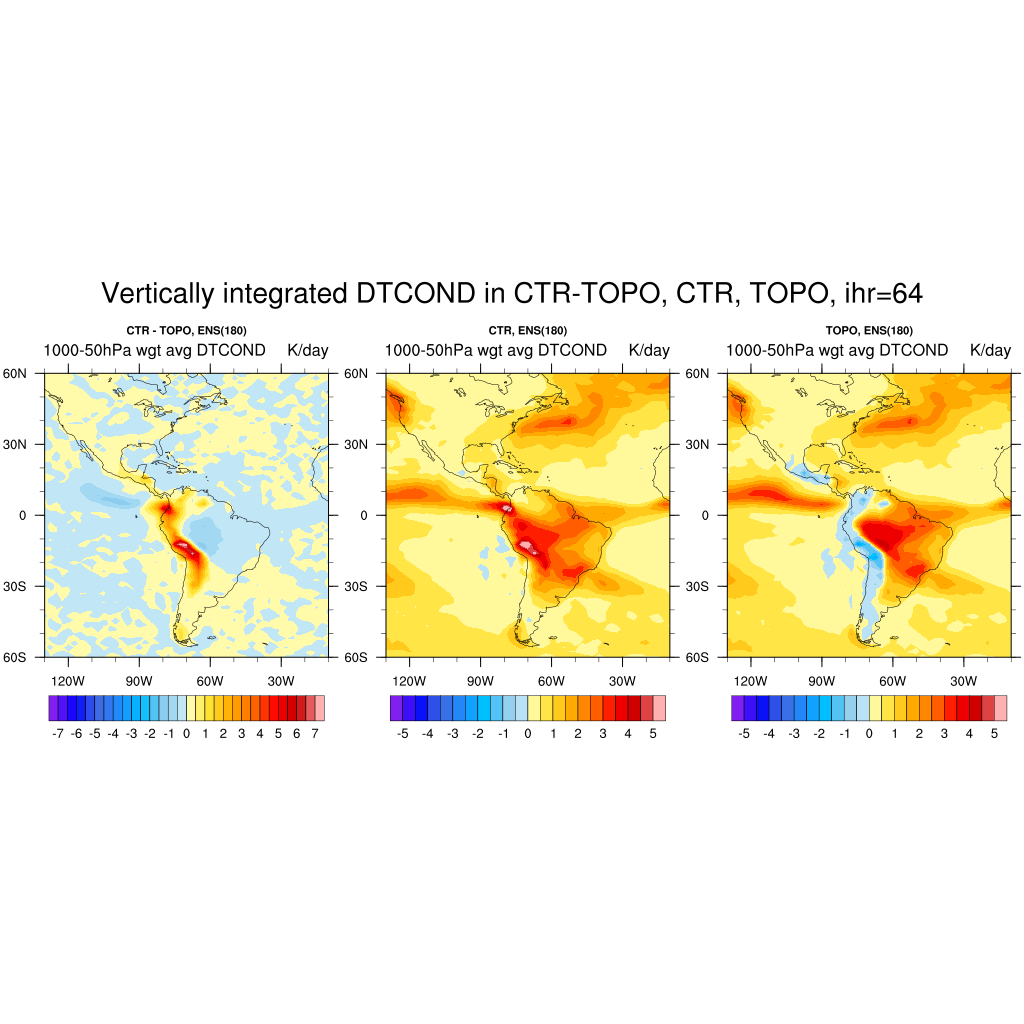 Vertically integrated DTCOND in CTR-TOPO, CTR, TOPO, ihr=64
CTR - TOPO, ENS(180)
1000-50hPa wgt avg DTCOND K/day
60N
30N
0
30S
60S
120W 90W 60W 30W
-7 -6 -5 -4 -3 -2 -1 0 1 2 3 4 5 6 7
CTR, ENS(180)
1000-50hPa wgt avg DTCOND K/day
60N
30N
0
30S
60S
120W 90W 60W 30W
-5 -4 -3 -2 -1 0 1 2 3 4 5
TOPO, ENS(180)
1000-50hPa wgt avg DTCOND K/day
60N
30N
0
30S
60S
120W 90W 60W 30W
-5 -4 -3 -2 -1 0 1 2 3 4 5